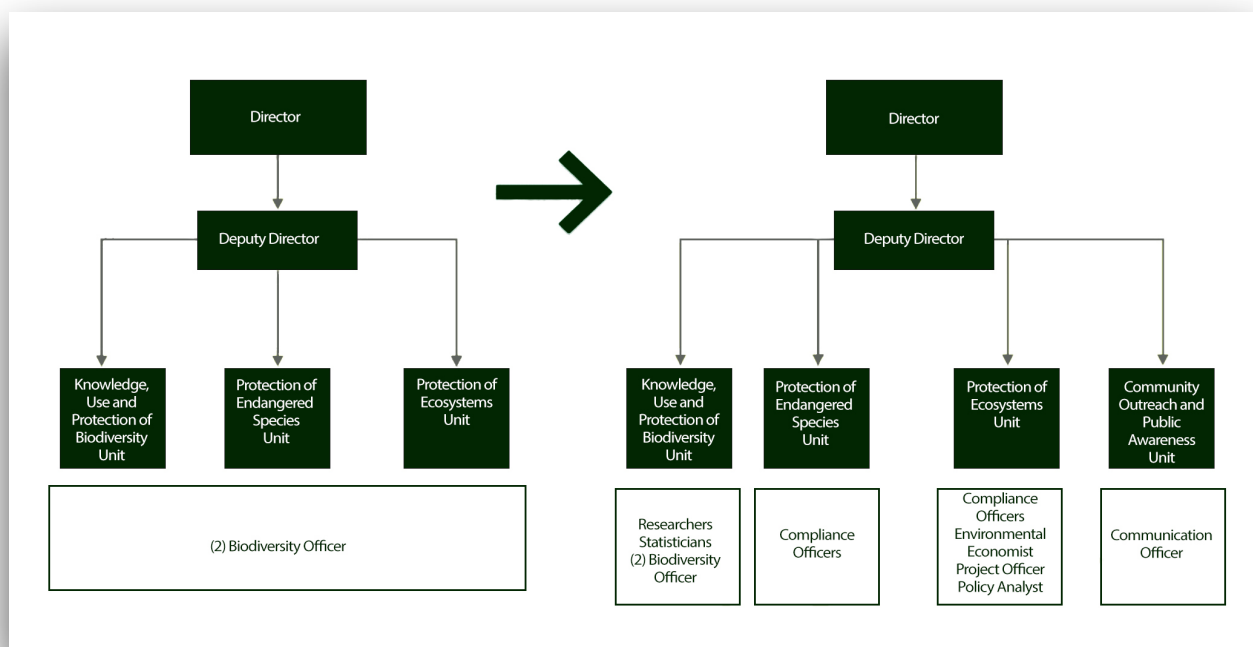 Director
Deputy Director
Knowledge,
Use and
Protection of
Biodiversity
Unit
Protection of
Endangered
Species
Unit
Protection of
Ecosystems
Unit
(2) Biodiversity Officer
Director
Deputy Director
Knowledge,
Use and
Protection of
Biodiversity
Unit
Protection of
Endangered
Species
Unit
Protection of
Ecosystems
Unit
Community
Outreach and
Public
Awareness
Unit
Researchers
Statisticians
(2) Biodiversity
Officer
Compliance
Officers
Compliance
Officers
Environmental
Economist
Project Officer
Policy Analyst
Communication
Officer